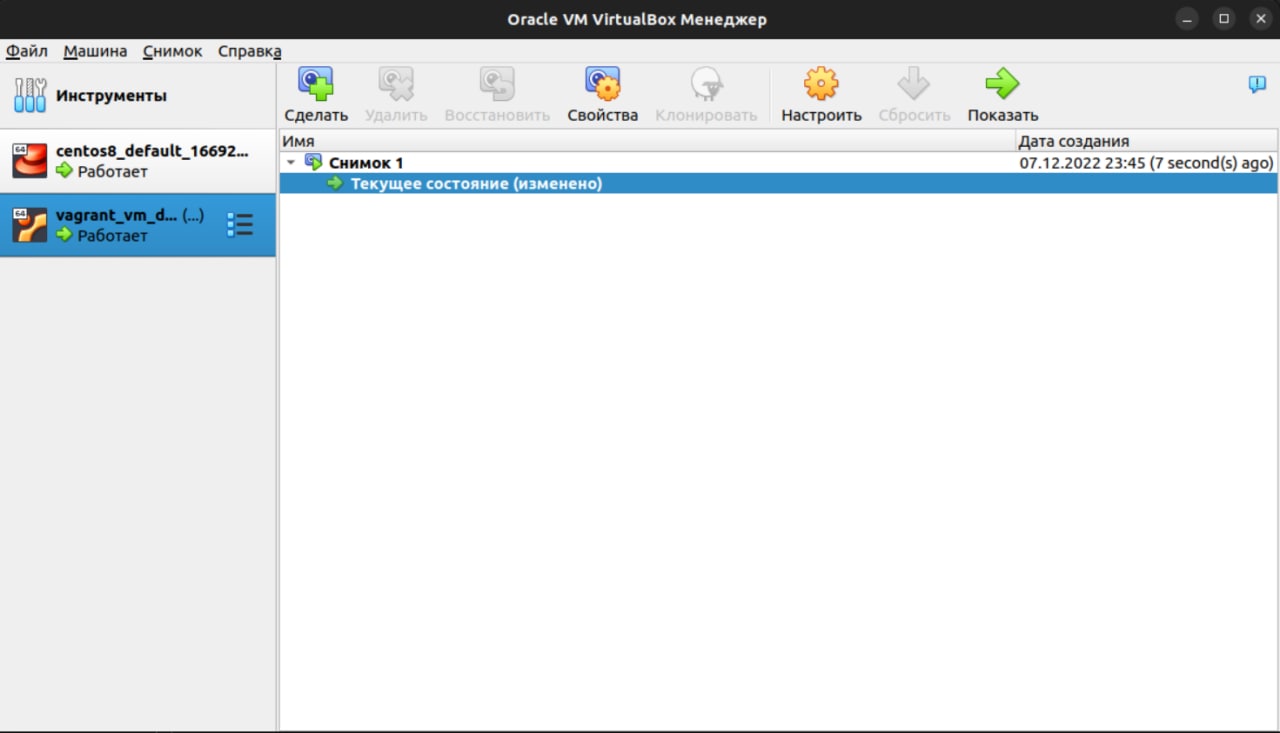 Oracle VM VirtualBox Менеджер
Файл Машина Снимок Справка
Инструменты
Сделать Удалить Восстановить Свойства Клонировать Настроить Сбросить Показать
Имя Дата создания
64 centos8_default_16692...
Работает
Снимок 1 07.12.2022 23:45 (7 second(s) ago)
Текущее состояние (изменено)
64 vagrant_vm_d... (...)
Работает